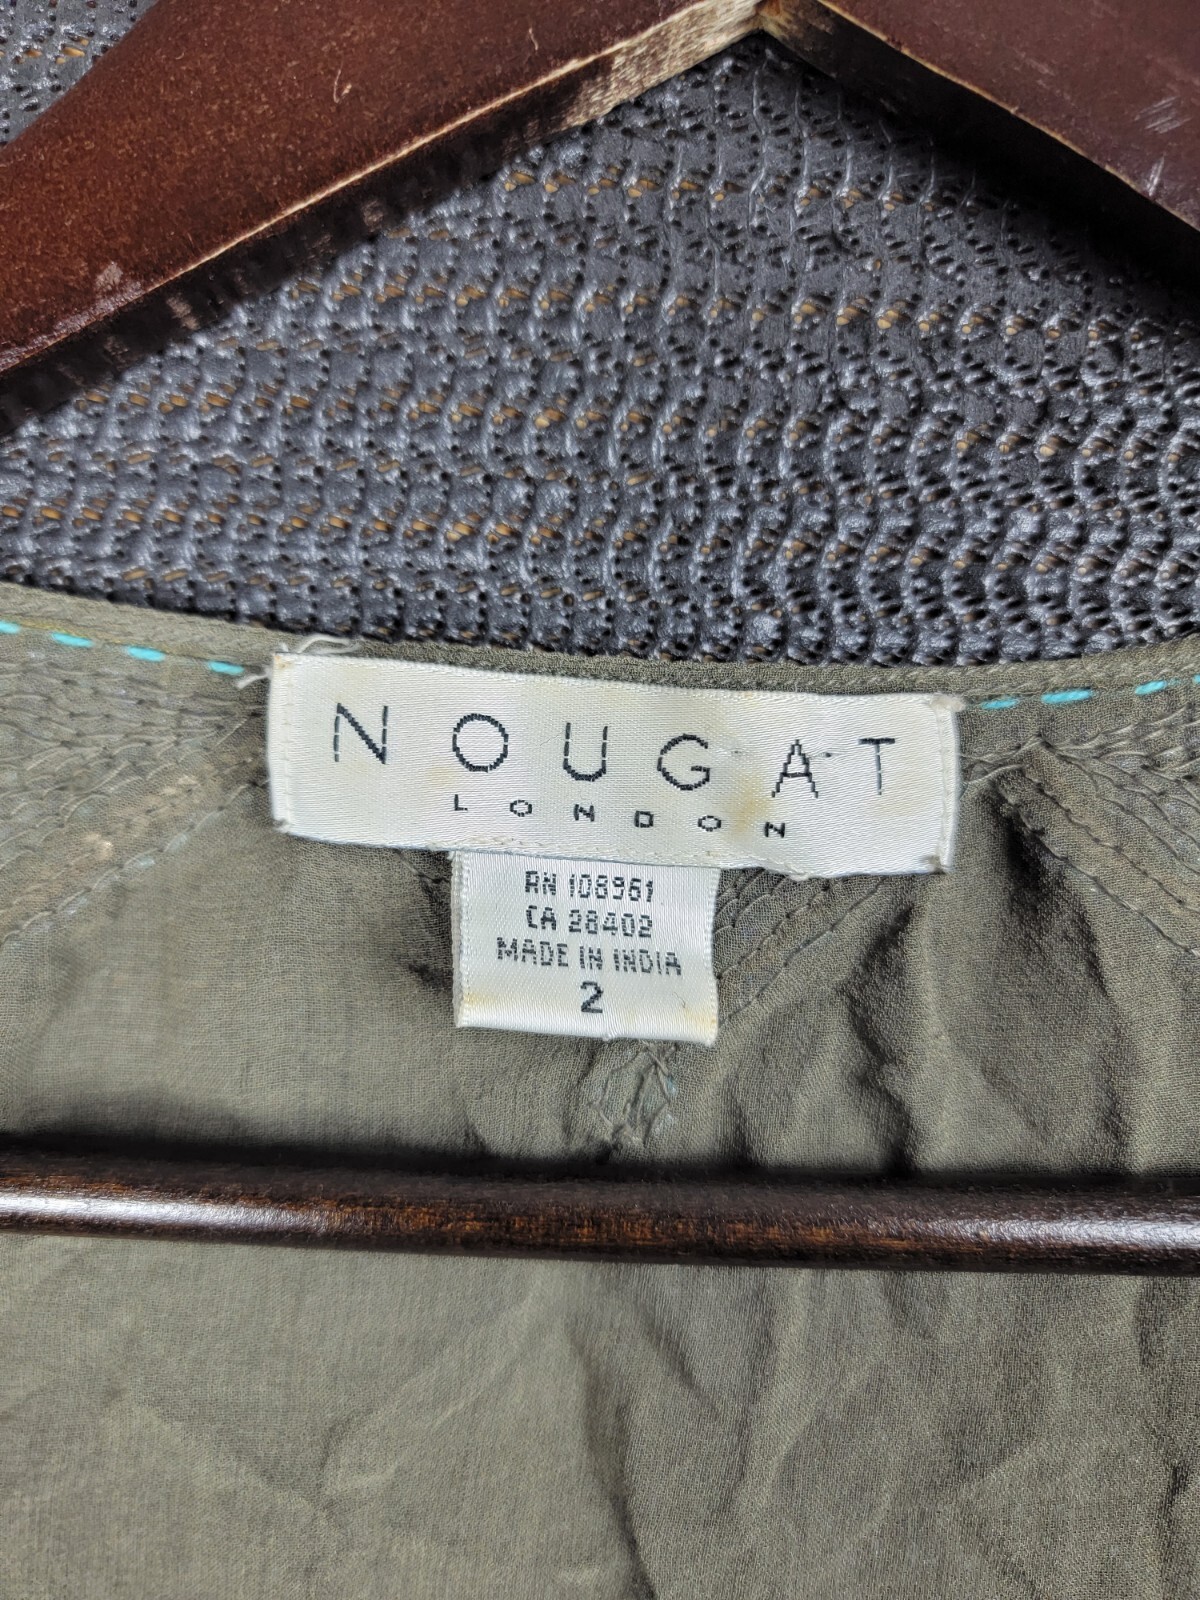 NOUGAT
LONDON
RN 108961
CA 28402
MADE IN INDIA
2